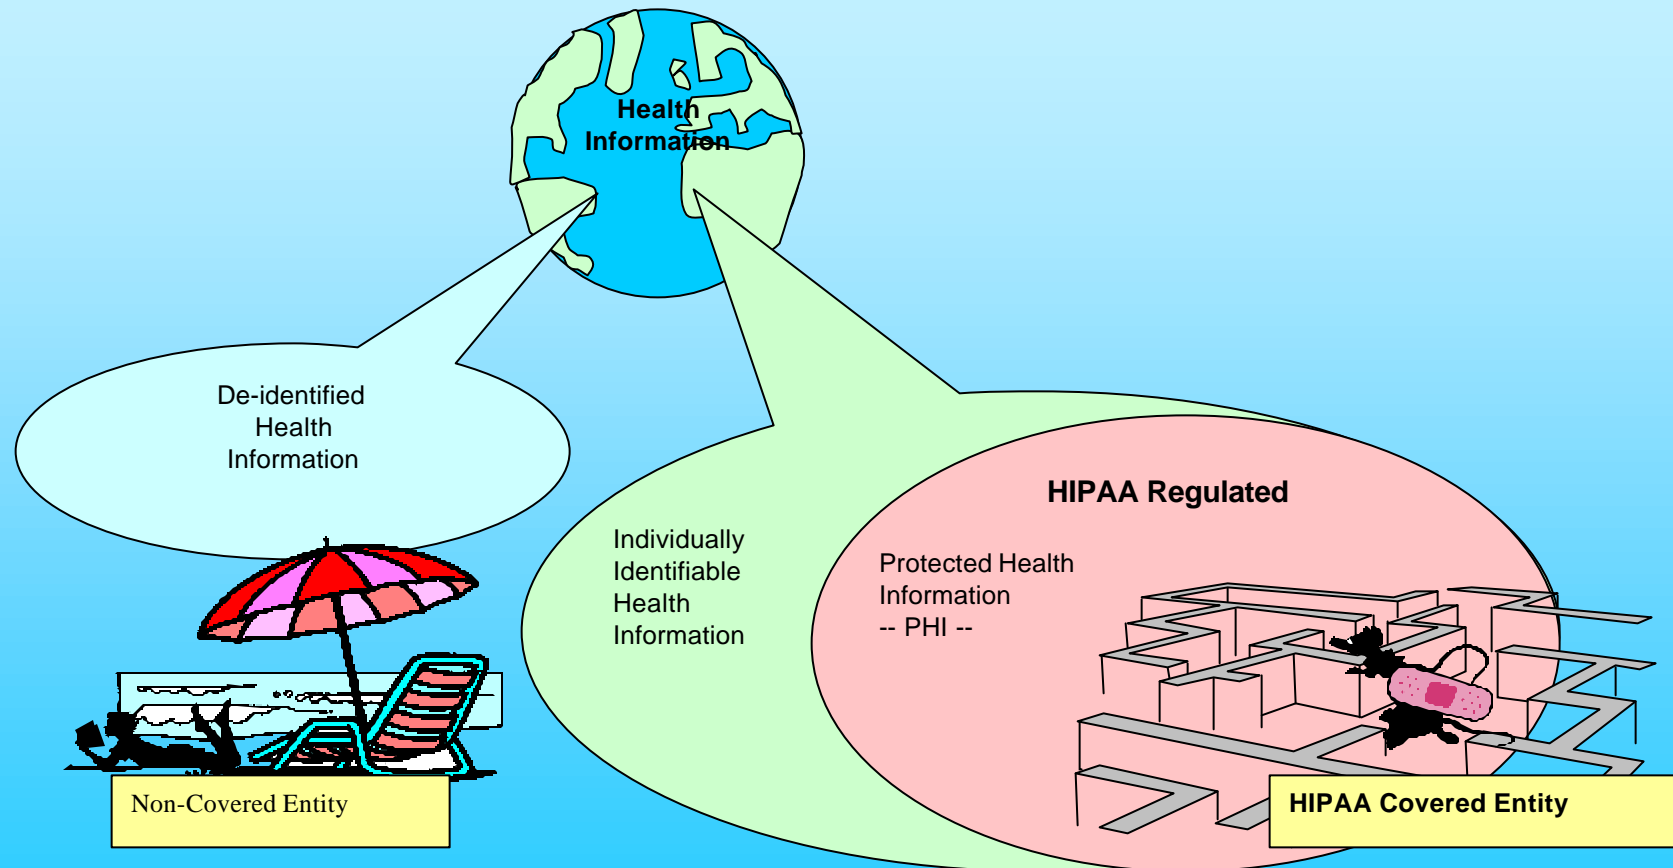 Health
Information
De-identified
Health
Information
HIPAA Regulated
Individually
Identifiable
Health
Information
Protected Health
Information
-- PHI --
Non-Covered Entity
HIPAA Covered Entity